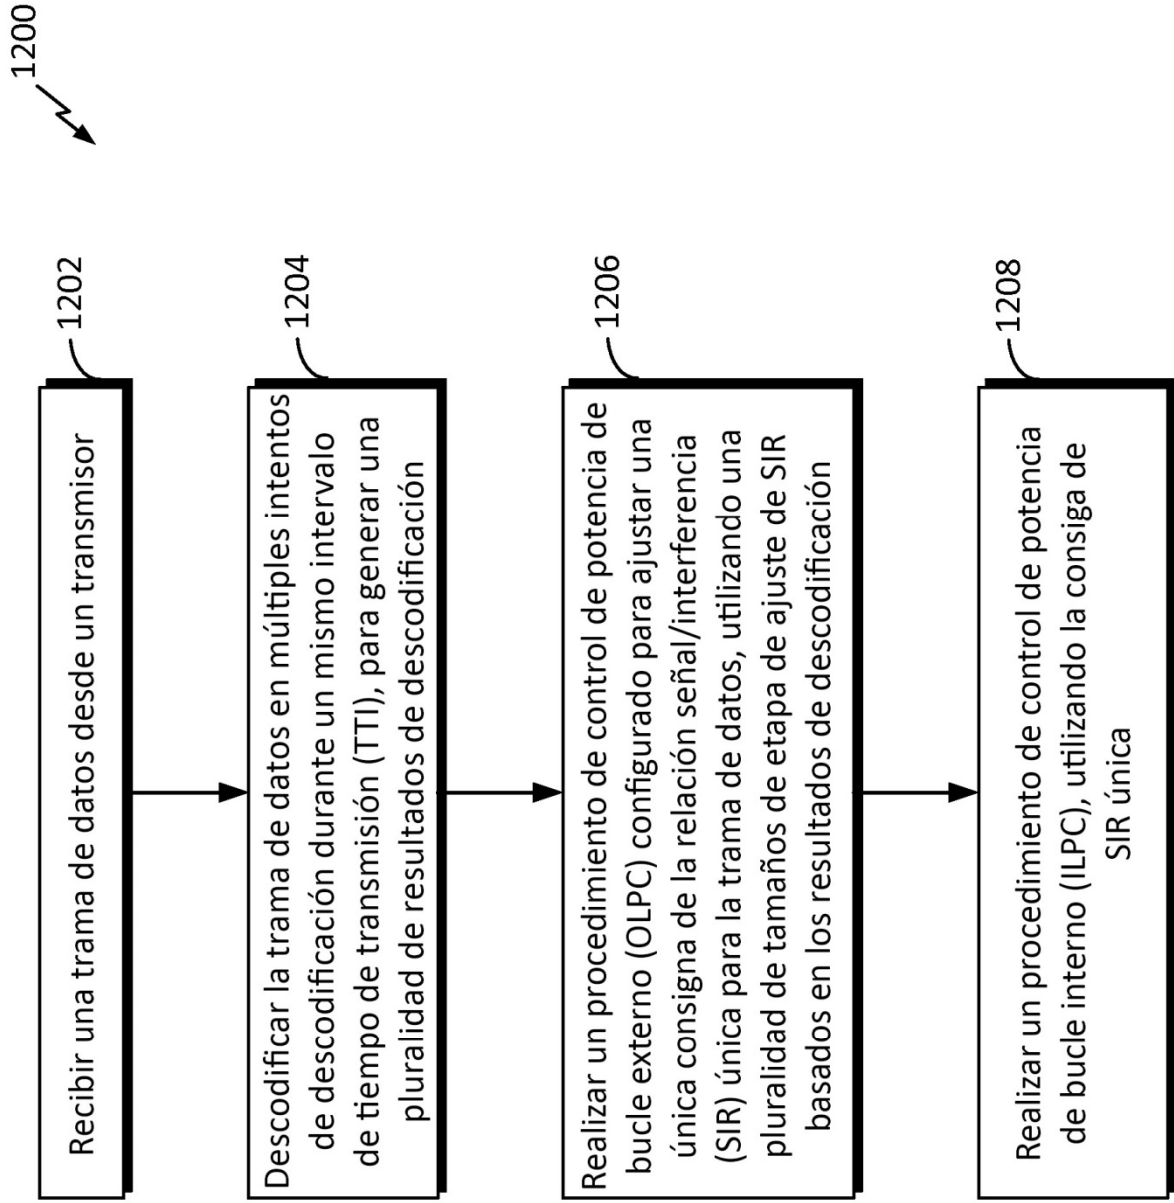 1200
1202
Recibir una trama de datos desde un transmisor
1204
Descodificar la trama de datos en múltiples intentos
de descodificación durante un mismo intervalo
de tiempo de transmisión (TTI), para generar una
pluralidad de resultados de descodificación
1206
Realizar un procedimiento de control de potencia de
bucle externo (OLPC) configurado para ajustar una
única consigna de la relación señal/interferencia
(SIR) única para la trama de datos, utilizando una
pluralidad de tamaños de etapa de ajuste de SIR
basados en los resultados de descodificación
1208
Realizar un procedimiento de control de potencia
de bucle interno (ILPC), utilizando la consiga de
SIR única